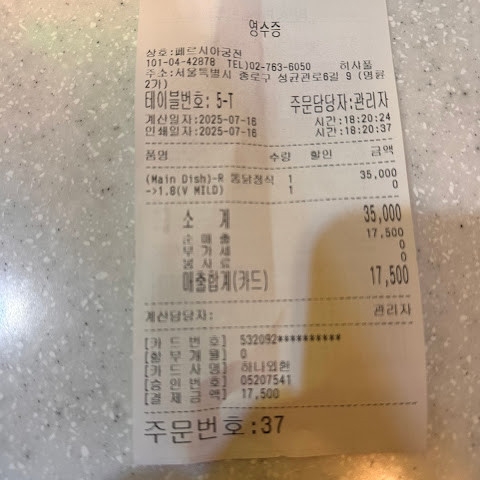 영수증
상호:페르시아궁전
101-04-42878 TEL)02-763-6050 허샤풀
주소:서울특별시 종로구 성균관로6길 9 (명륜
2가)
테이블번호: 5-T 주문담당자:관리자
계산일자:2025-07-16 시간:18:20:24
인쇄일자:2025-07-16 시간:18:20:37
품명 수량 할인 금액
(Main Dish)-R 통닭정식 1 35,000
->1.8(V MILD) 1 0
소 계 35,000
순 매 출 17,500
부 가 세 0
봉 사 료 0
매출합계(카드) 17,500
계산담당자: 관리자
[카 드 번 호] 532092**********
[할 부 개 월] 0
[카 드 사 명] 하나외환
[승 인 번 호] 05207541
[결 제 금 액] 17,500
주문번호:37